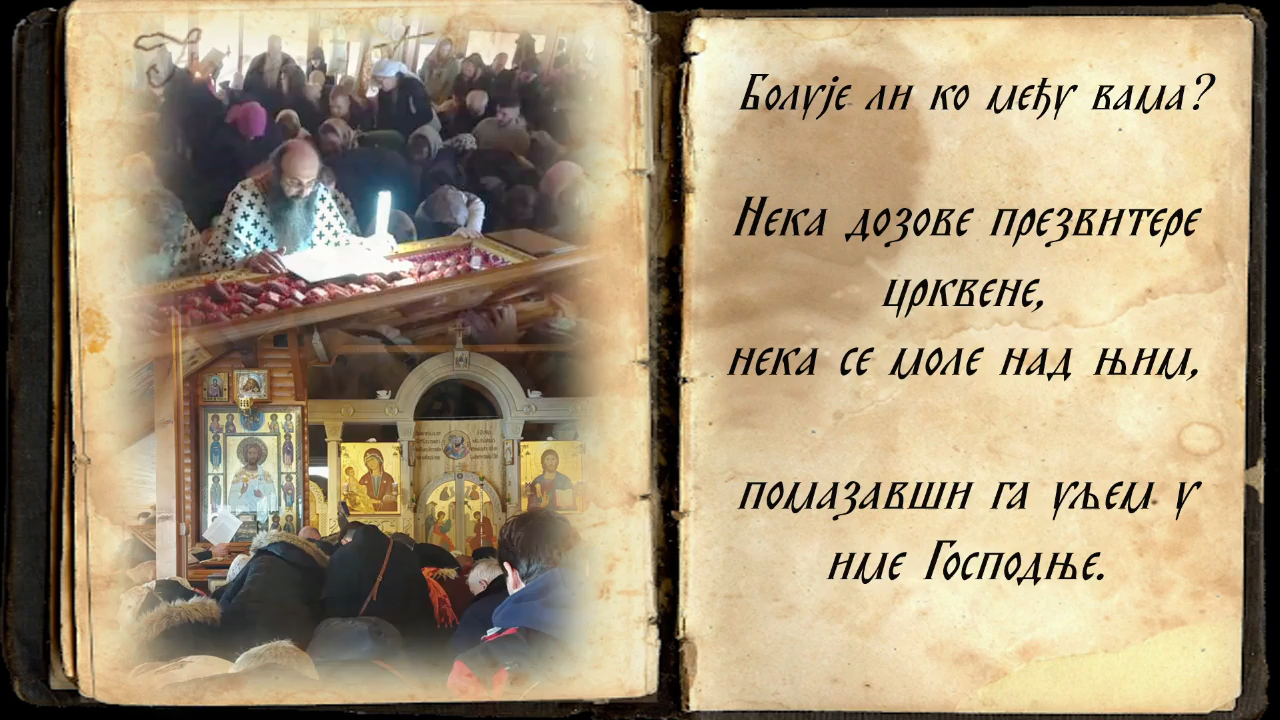 Болује ли ко међу вама?
Нека дозове презвитере
црквене,
нека се моле над њим,
помазавши га уљем у
име Господње.